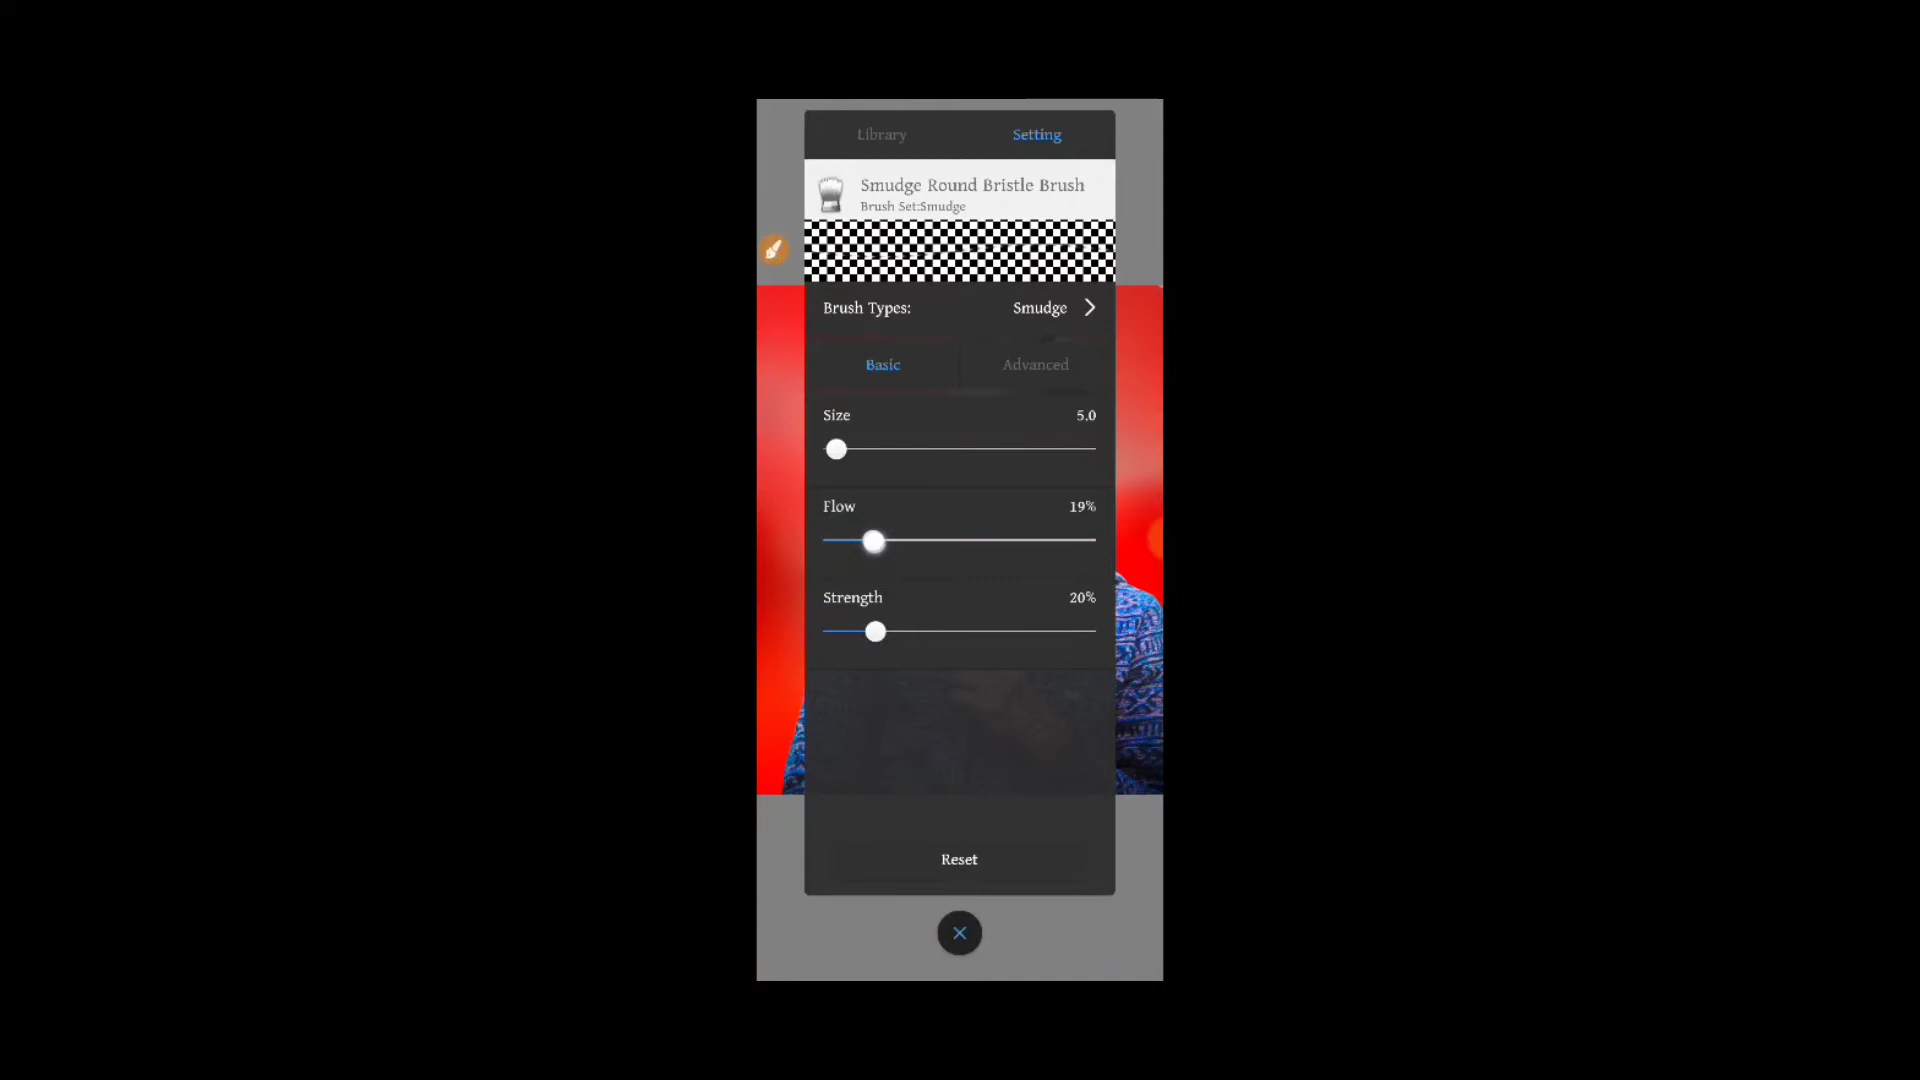 Library Setting
Smudge Round Bristle Brush
Brush Set:Smudge
Brush Types: Smudge
Basic Advanced
Size 5.0
Flow 19%
Strength 20%
Reset